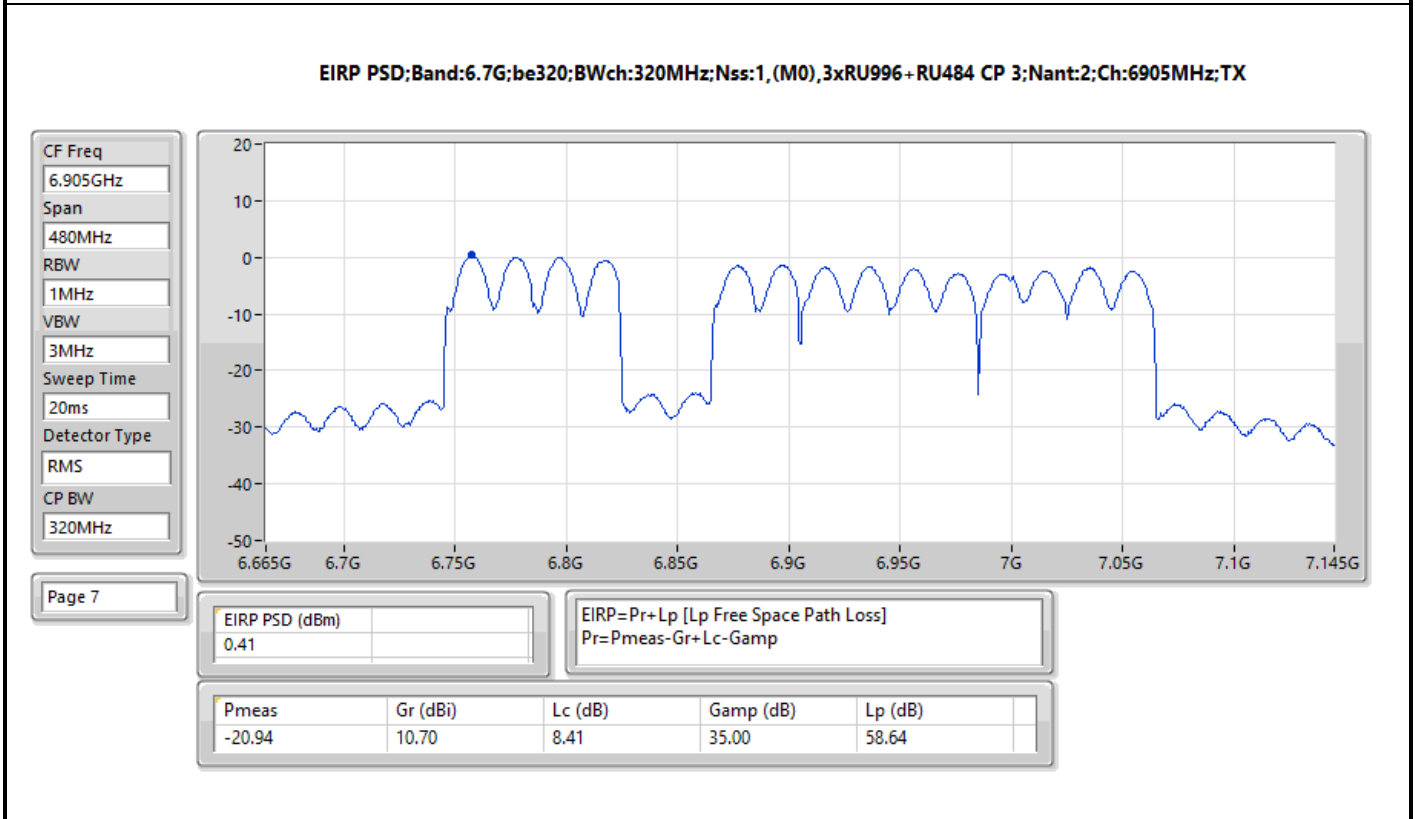 EIRP PSD;Band:6.7G;be320;BWch:320MHz;Nss:1,(M0),3xRU996+RU484 CP 3;Nant:2;Ch:6905MHz;TX
CF Freq
6.905GHz
Span
480MHz
RBW
1MHz
VBW
3MHz
Sweep Time
20ms
Detector Type
RMS
CP BW
320MHz
Page 7
20
10
0
-10
-20
-30
-40
-50
6.665G 6.7G 6.75G 6.8G 6.85G 6.9G 6.95G 7G 7.05G 7.1G 7.145G
EIRP PSD (dBm)
0.41
EIRP=Pr+Lp [Lp Free Space Path Loss]
Pr=Pmeas-Gr+Lc-Gamp
Pmeas Gr (dBi) Lc (dB) Gamp (dB) Lp (dB)
-20.94 10.70 8.41 35.00 58.64